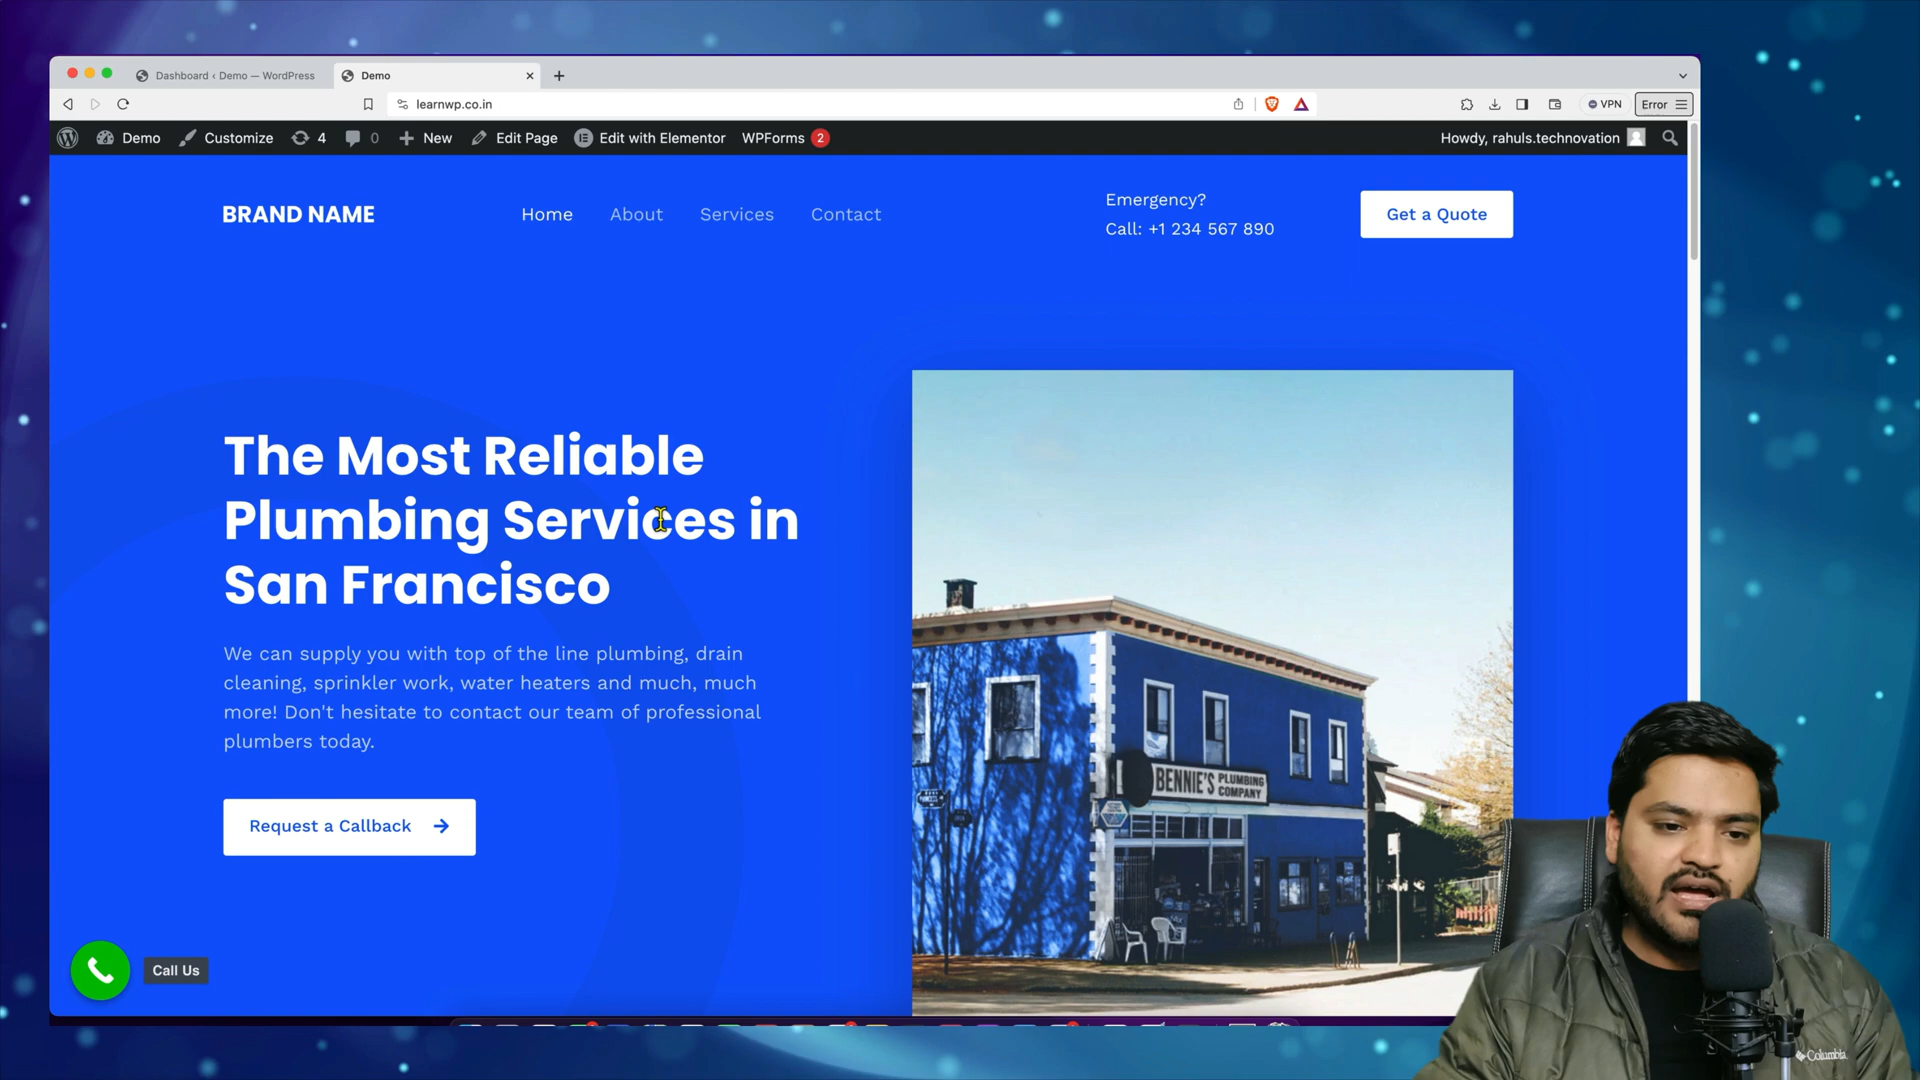 Dashboard ‹ Demo — WordPress
Demo
learnwp.co.in
VPN
Error
Demo
Customize
4
0
New
Edit Page
Edit with Elementor
WPForms 2
Howdy, rahuls.technovation
BRAND NAME
Home
About
Services
Contact
Emergency?
Call: +1 234 567 890
Get a Quote
The Most Reliable
Plumbing Services in
San Francisco
We can supply you with top of the line plumbing, drain
cleaning, sprinkler work, water heaters and much, much
more! Don't hesitate to contact our team of professional
plumbers today.
Request a Callback
BENNIE'S PLUMBING
COMPANY
Call Us
Columbia